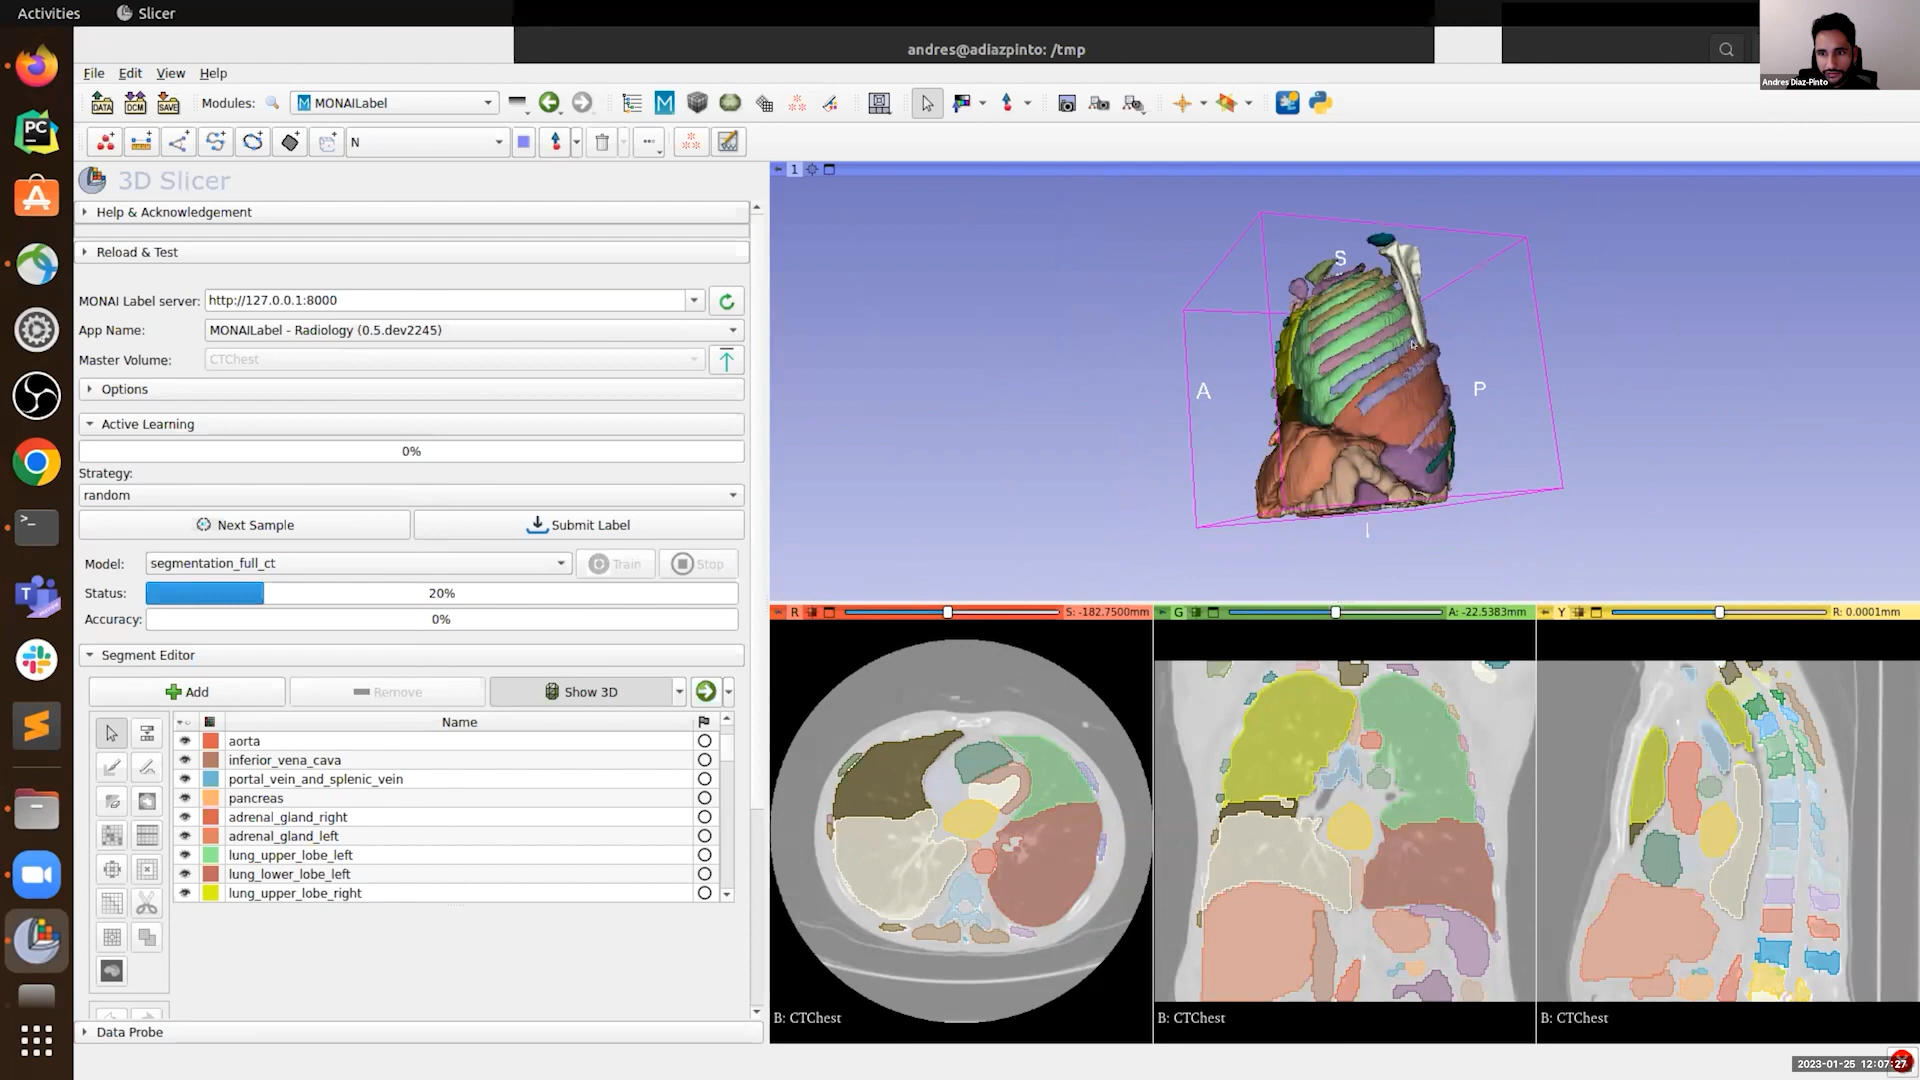 Activities Slicer
andres@adiazpinto: /tmp
Andres Diaz-Pinto
File Edit View Help
DATA DCM SAVE Modules: MONAILabel
N
3D Slicer
Help & Acknowledgement
Reload & Test
MONAI Label server: http://127.0.0.1:8000
App Name: MONAILabel - Radiology (0.5.dev2245)
Master Volume: CTChest
Options
Active Learning
0%
Strategy:
random
Next Sample Submit Label
Model: segmentation_full_ct Train Stop
Status: 20%
Accuracy: 0%
Segment Editor
Add Remove Show 3D
Name
aorta
inferior_vena_cava
portal_vein_and_splenic_vein
pancreas
adrenal_gland_right
adrenal_gland_left
lung_upper_lobe_left
lung_lower_lobe_left
lung_upper_lobe_right
Data Probe
1
S
A
P
I
R S: -182.7500mm
G A: -22.5383mm
Y R: 0.0001mm
B: CTChest
B: CTChest
B: CTChest
2023-01-25 12:07:27